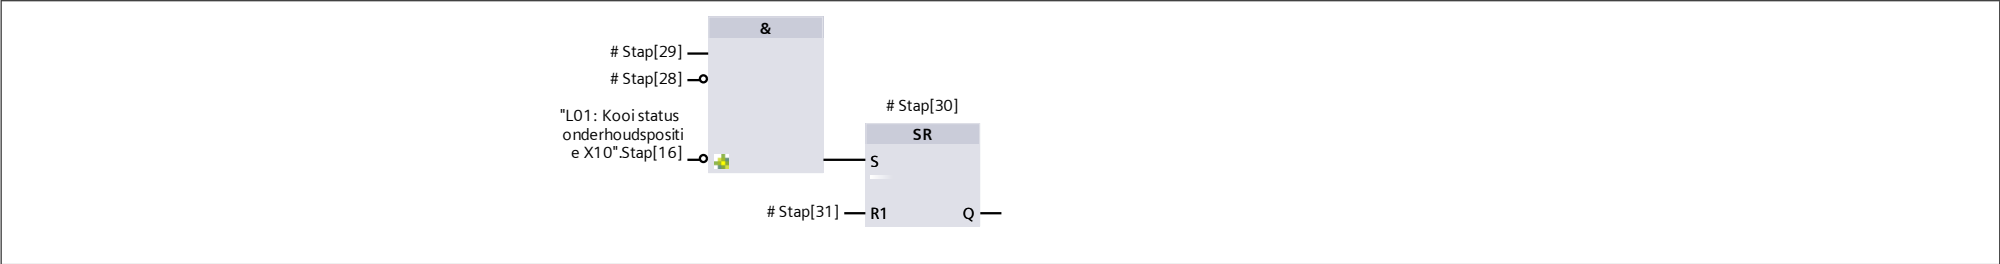 &
# Stap[29]
# Stap[28]
"L01: Kooi status
onderhoudspositi
e X10".Stap[16]
# Stap[30]
SR
S
# Stap[31]
R1
Q